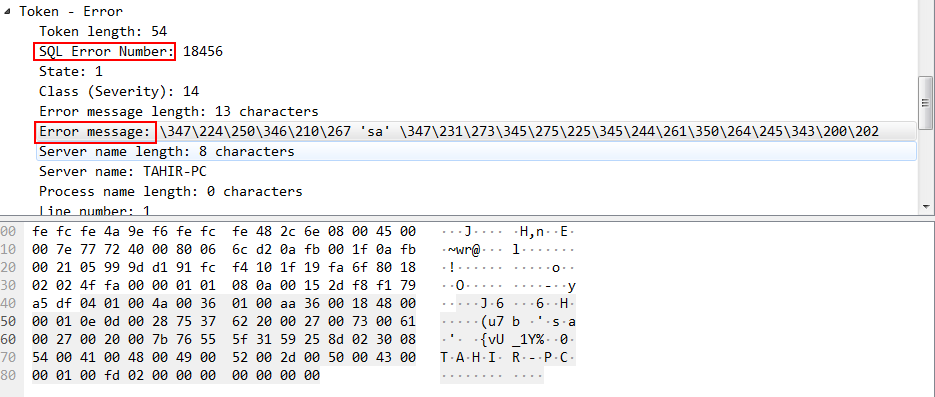 Token - Error
Token length: 54
SQL Error Number: 18456
State: 1
Class (Severity): 14
Error message length: 13 characters
Error message: \347\224\250\346\210\267 'sa' \347\231\273\345\275\225\345\244\261\350\264\245\343\200\202
Server name length: 8 characters
Server name: TAHIR-PC
Process name length: 0 characters
Line number: 1
00 fe fc fe 4a 9e f6 fe fc fe 48 2c 6e 08 00 45 00 ···J···· ·H,n··E·
10 00 7e 77 72 40 00 80 06 6c d2 0a fb 00 1f 0a fb ·~wr@··· l·······
20 00 21 05 99 9d d1 91 fc f4 10 1f 19 fa 6f 80 18 ·!······ ·····o··
30 02 02 4f fa 00 00 01 01 08 0a 00 15 2d f8 f1 79 ··O····· ····-··y
40 a5 df 04 01 00 4a 00 36 01 00 aa 36 00 18 48 00 ·····J·6 ···6··H·
50 00 01 0e 0d 00 28 75 37 62 20 00 27 00 73 00 61 ·····(u7 b ·'·s·a
60 00 27 00 20 00 7b 76 55 5f 31 59 25 8d 02 30 08 ·'· ·{vU _1Y%··0·
70 54 00 41 00 48 00 49 00 52 00 2d 00 50 00 43 00 T·A·H·I· R·-·P·C·
80 00 01 00 fd 02 00 00 00 00 00 00 00 00 ········ ·····